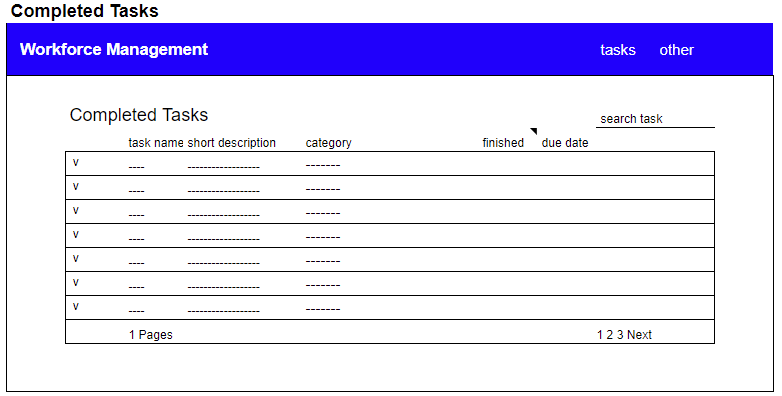 Completed Tasks
Workforce Management tasks other
Completed Tasks
search task
task name short description category finished due date
v ---- ------------------ -------
v ---- ------------------ -------
v ---- ------------------ -------
v ---- ------------------ -------
v ---- ------------------ -------
v ---- ------------------ -------
v ---- ------------------ -------
1 Pages 1 2 3 Next